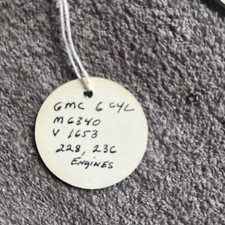 GMC 6 CYL
M6340
V 1653
228, 236
ENGINES